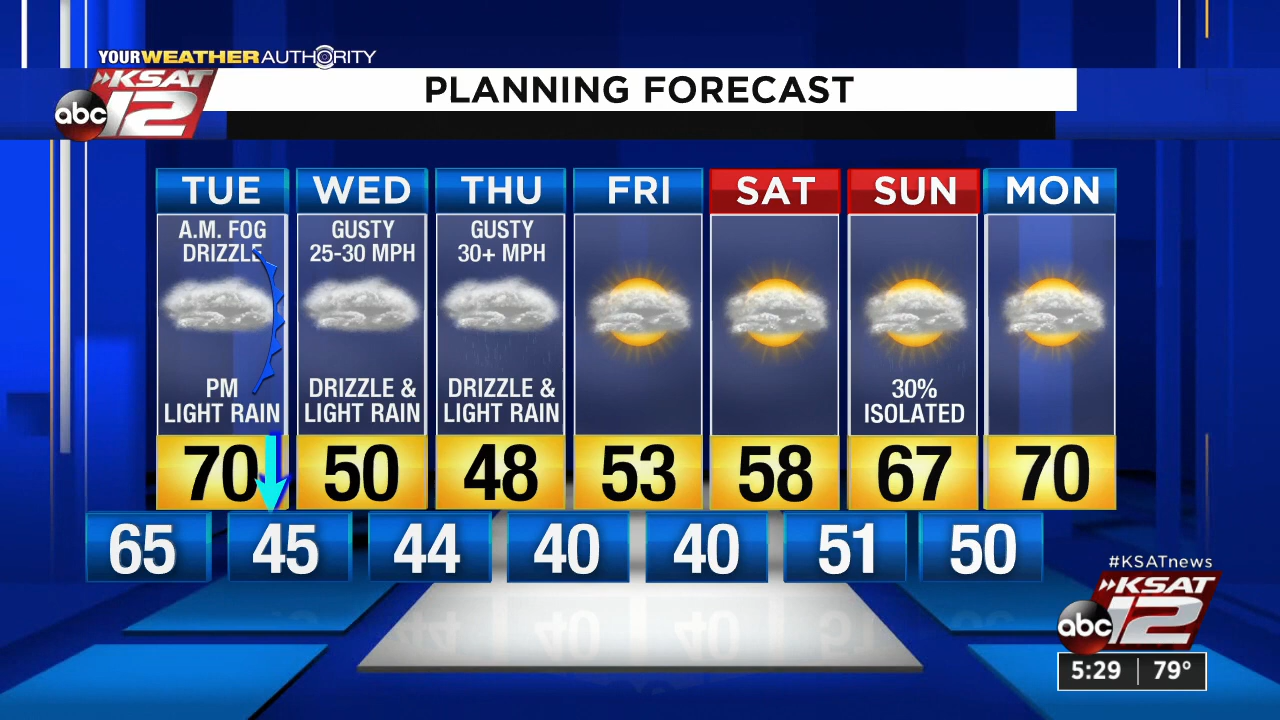 YOURWEATHERAUTHORITY
KSAT
abc 12
PLANNING FORECAST
TUE
A.M. FOG
DRIZZLE
PM
LIGHT RAIN
70
WED
GUSTY
25-30 MPH
DRIZZLE &
LIGHT RAIN
50
THU
GUSTY
30+ MPH
DRIZZLE &
LIGHT RAIN
48
FRI
53
SAT
58
SUN
30%
ISOLATED
67
MON
70
65 45 44 40 40 51 50
#KSATnews
KSAT
abc 12
5:29 79°